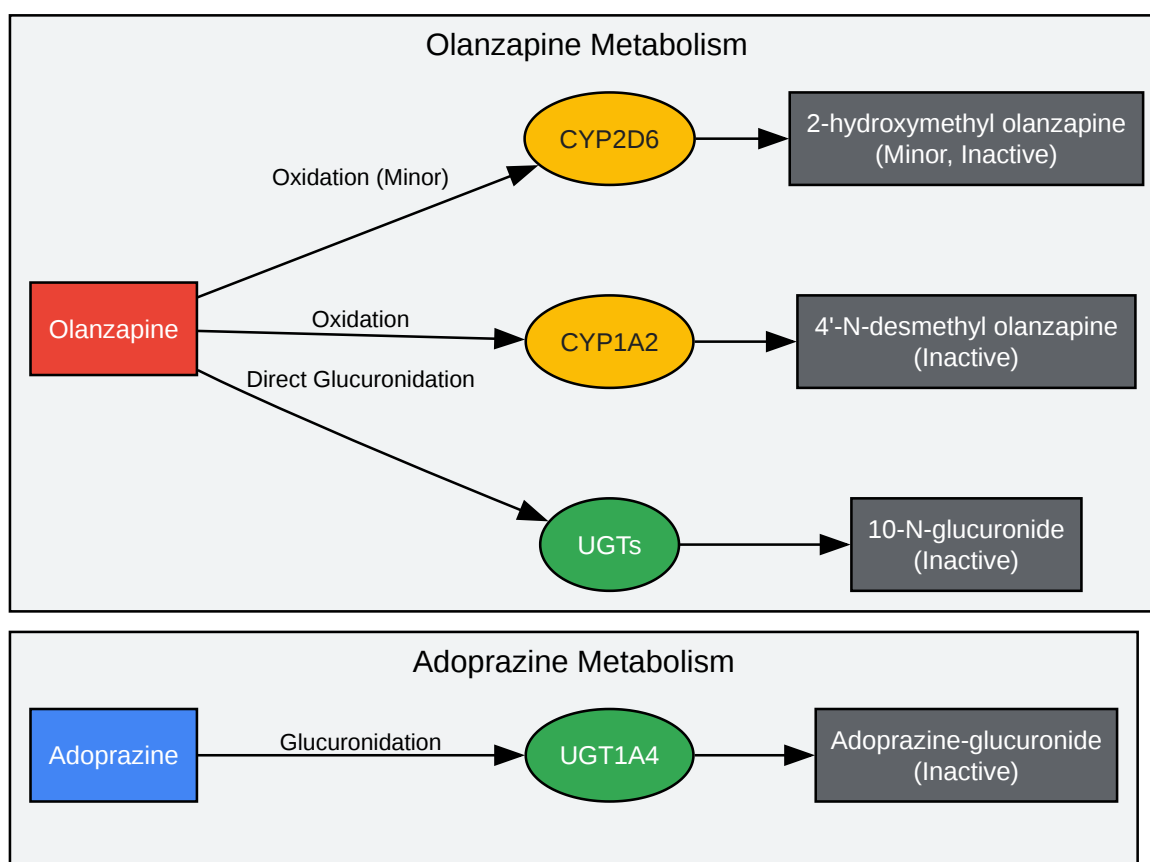 Olanzapine Metabolism
CYP2D6
2-hydroxymethyl olanzapine
(Minor, Inactive)
Oxidation (Minor)
Olanzapine
Oxidation
CYP1A2
4'-N-desmethyl olanzapine
(Inactive)
Direct Glucuronidation
UGTs
10-N-glucuronide
(Inactive)
Adoprazine Metabolism
Adoprazine
Glucuronidation
UGT1A4
Adoprazine-glucuronide
(Inactive)